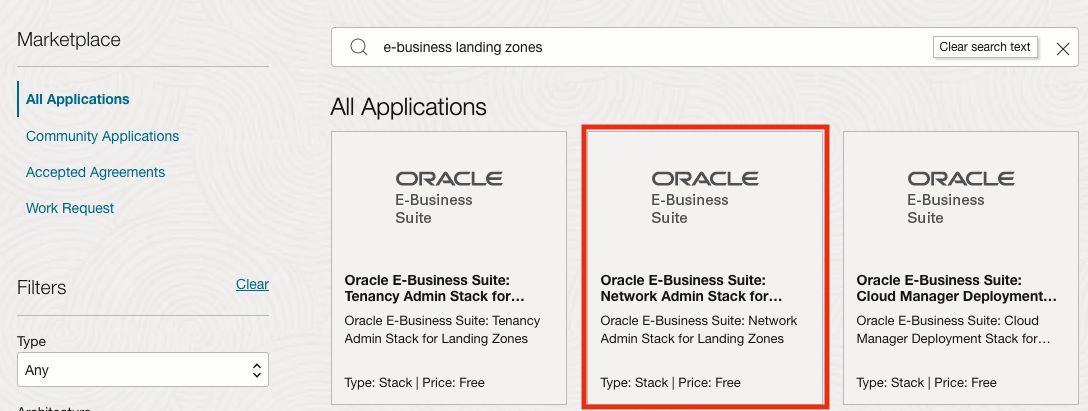 Marketplace
All Applications
Community Applications
Accepted Agreements
Work Request
Filters
Clear
Type
Any
Architecture
e-business landing zones
Clear search text
All Applications
ORACLE
E-Business
Suite
Oracle E-Business Suite:
Tenancy Admin Stack for...
Oracle E-Business Suite: Tenancy
Admin Stack for Landing Zones
Type: Stack | Price: Free
ORACLE
E-Business
Suite
Oracle E-Business Suite:
Network Admin Stack for...
Oracle E-Business Suite: Network
Admin Stack for Landing Zones
Type: Stack | Price: Free
ORACLE
E-Business
Suite
Oracle E-Business Suite:
Cloud Manager Deployment...
Oracle E-Business Suite: Cloud
Manager Deployment Stack for...
Type: Stack | Price: Free